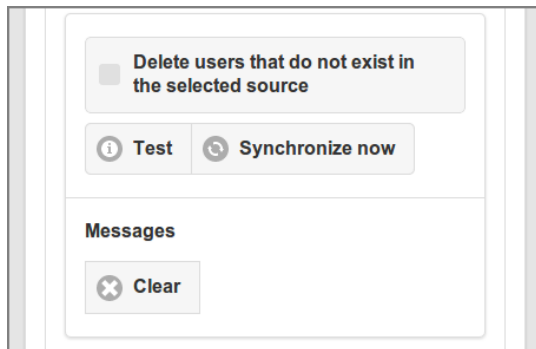 Delete users that do not exist in
the selected source
Test
Synchronize now
Messages
Clear